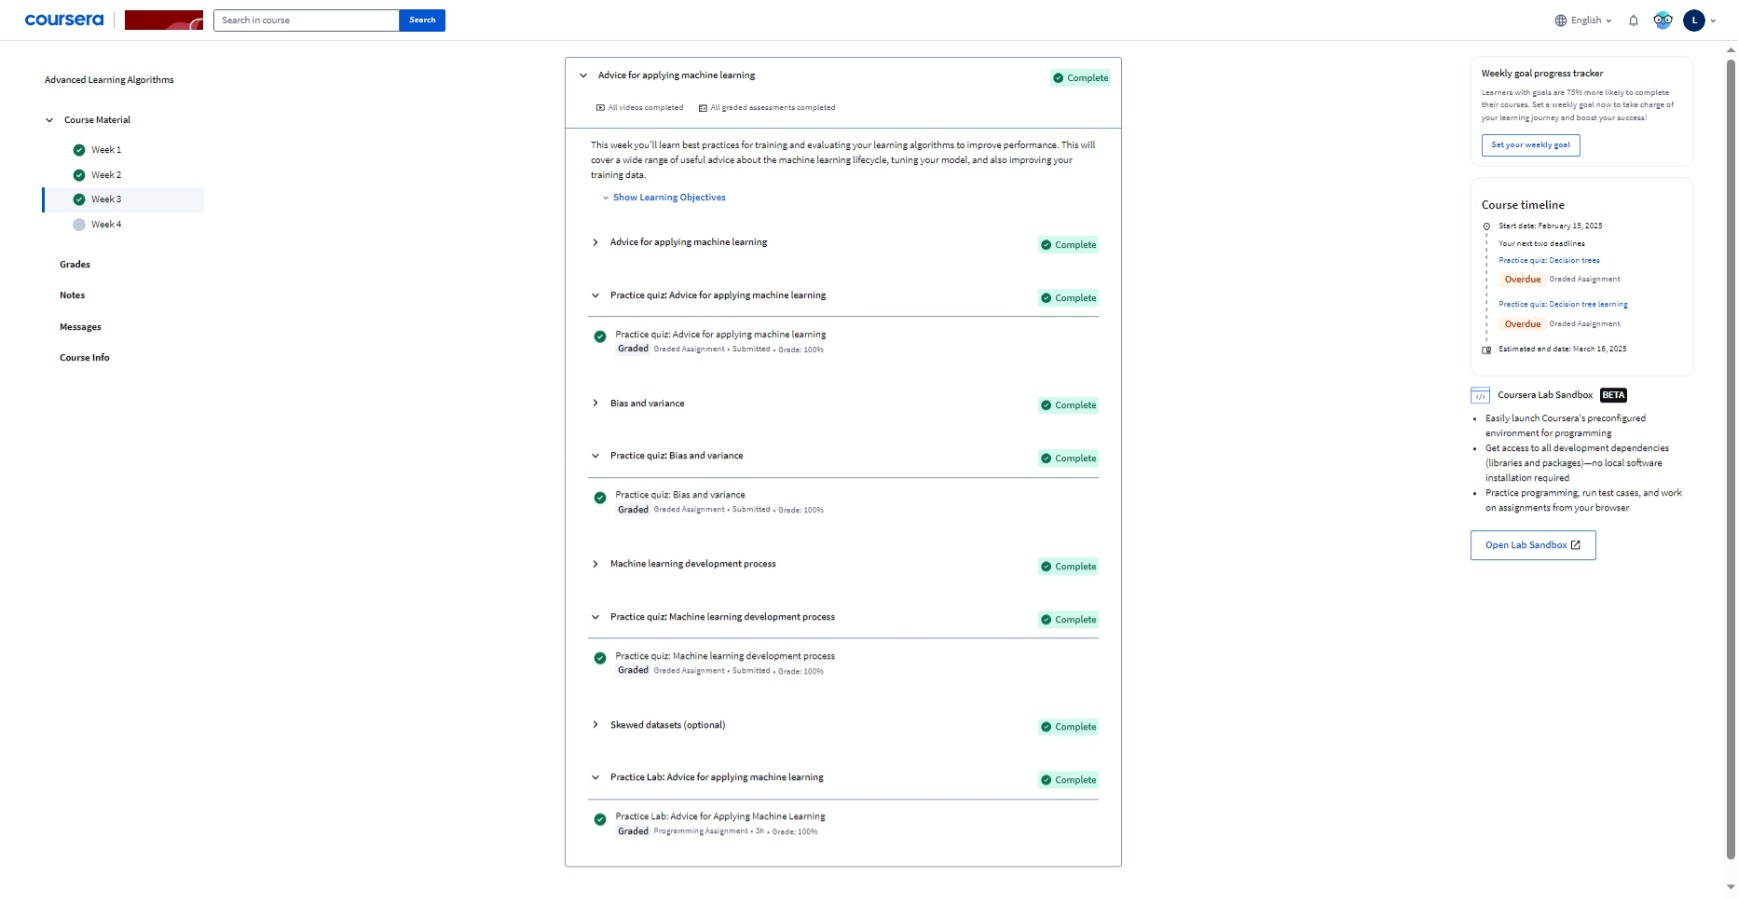 coursera
Search in course
Search
English
L
Advanced Learning Algorithms
Course Material
Week 1
Week 2
Week 3
Week 4
Grades
Notes
Messages
Course Info
Advice for applying machine learning
Complete
All videos completed
All graded assessments completed
This week you'll learn best practices for training and evaluating your learning algorithms to improve performance. This will
cover a wide range of useful advice about the machine learning lifecycle, tuning your model, and also improving your
training data.
Show Learning Objectives
Advice for applying machine learning
Complete
Practice quiz: Advice for applying machine learning
Complete
Practice quiz: Advice for applying machine learning
Graded Graded Assignment • Submitted • Grade: 100%
Bias and variance
Complete
Practice quiz: Bias and variance
Complete
Practice quiz: Bias and variance
Graded Graded Assignment • Submitted • Grade: 100%
Machine learning development process
Complete
Practice quiz: Machine learning development process
Complete
Practice quiz: Machine learning development process
Graded Graded Assignment • Submitted • Grade: 100%
Skewed datasets (optional)
Complete
Practice Lab: Advice for applying machine learning
Complete
Practice Lab: Advice for Applying Machine Learning
Graded Programming Assignment • 3h • Grade: 100%
Weekly goal progress tracker
Learners with goals are 75% more likely to complete
their courses. Set a weekly goal now to take charge of
your learning journey and boost your success!
Set your weekly goal
Course timeline
Start date: February 15, 2025
Your next two deadlines
Practice quiz: Decision trees
Overdue Graded Assignment
Practice quiz: Decision tree learning
Overdue Graded Assignment
Estimated end date: March 16, 2025
Coursera Lab Sandbox BETA
• Easily launch Coursera's preconfigured
environment for programming
• Get access to all development dependencies
(libraries and packages)—no local software
installation required
• Practice programming, run test cases, and work
on assignments from your browser
Open Lab Sandbox